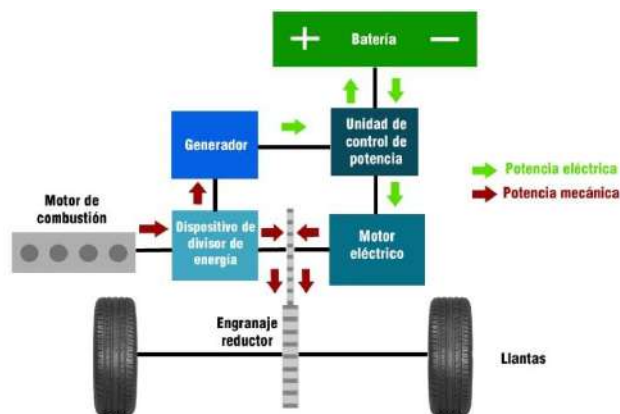 + Batería −
Generador
Unidad de
control de
potencia
Potencia eléctrica
Potencia mecánica
Motor de
combustión
Dispositivo de
divisor de
energía
Motor
eléctrico
Engranaje
reductor
Llantas